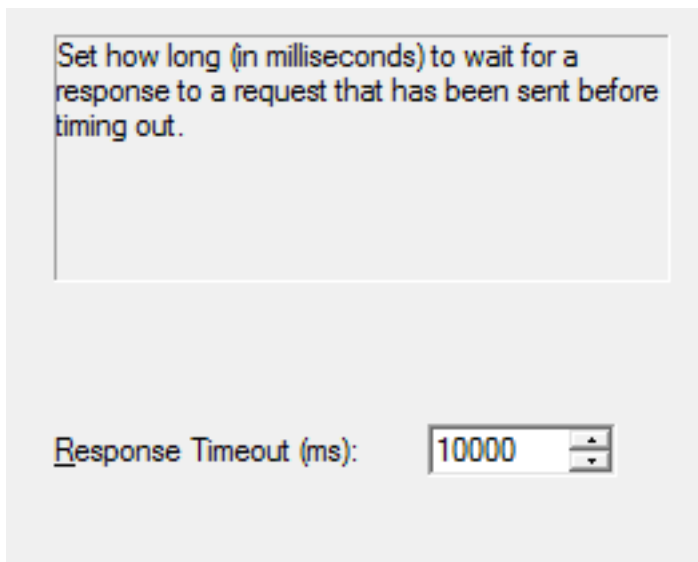 Set how long (in milliseconds) to wait for a
response to a request that has been sent before
timing out.
Response Timeout (ms): 10000